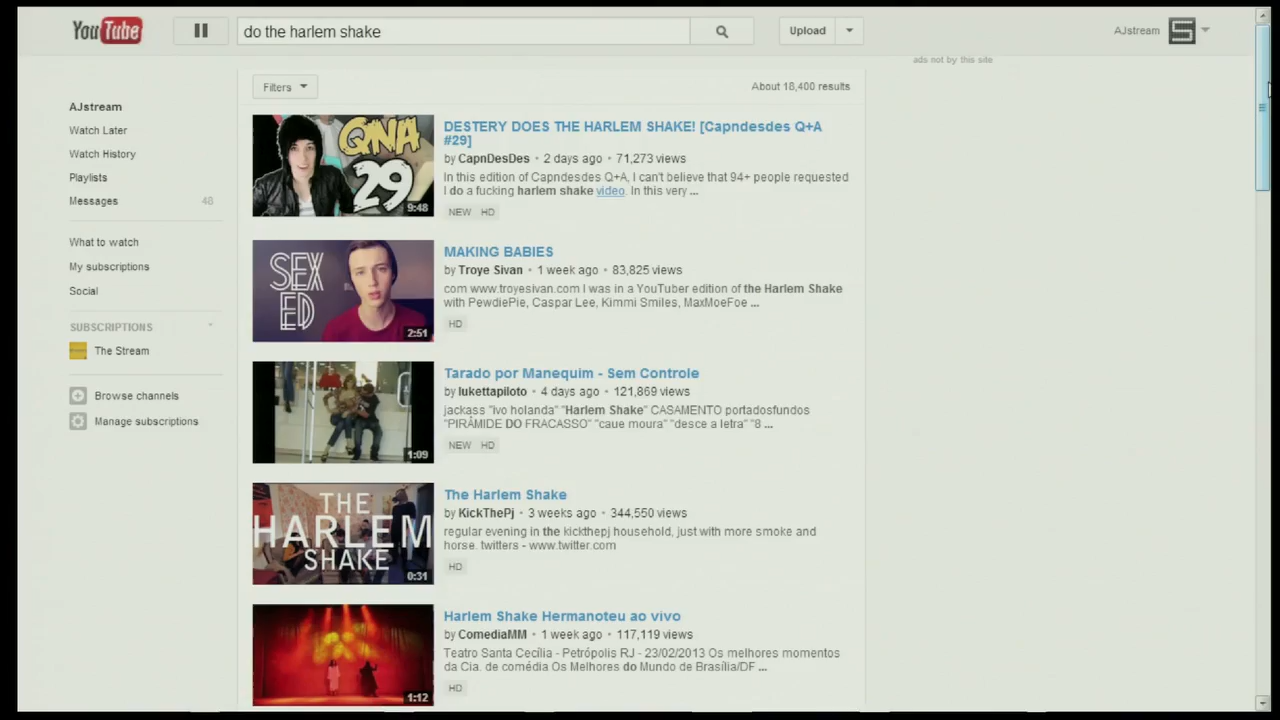 YouTube
do the harlem shake
Upload
AJstream
ads not by this site
Filters
About 18,400 results
AJstream
Watch Later
Watch History
Playlists
Messages 48
What to watch
My subscriptions
Social
SUBSCRIPTIONS
The Stream
Browse channels
Manage subscriptions
QNA
29
9:48
DESTERY DOES THE HARLEM SHAKE! [Capndesdes Q+A
#29]
by CapnDesDes • 2 days ago • 71,273 views
In this edition of Capndesdes Q+A, I can't believe that 94+ people requested
I do a fucking harlem shake video. In this very ...
NEW HD
SEX
ED
2:51
MAKING BABIES
by Troye Sivan • 1 week ago • 83,825 views
com www.troyesivan.com I was in a YouTuber edition of the Harlem Shake
with PewdiePie, Caspar Lee, Kimmi Smiles, MaxMoeFoe ...
HD
1:09
Tarado por Manequim - Sem Controle
by lukettapiloto • 4 days ago • 121,869 views
jackass "ivo holanda" "Harlem Shake" CASAMENTO portadosfundos
"PIRÂMIDE DO FRACASSO" "caue moura" "desce a letra" "8 ...
NEW HD
THE
HARLEM
SHAKE
0:31
The Harlem Shake
by KickThePj • 3 weeks ago • 344,550 views
regular evening in the kickthepj household, just with more smoke and
horse. twitters - www.twitter.com
HD
1:12
Harlem Shake Hermanoteu ao vivo
by ComediaMM • 1 week ago • 117,119 views
Teatro Santa Cecília - Petrópolis RJ - 23/02/2013 Os melhores momentos
da Cia. de comédia Os Melhores do Mundo de Brasília/DF ...
HD